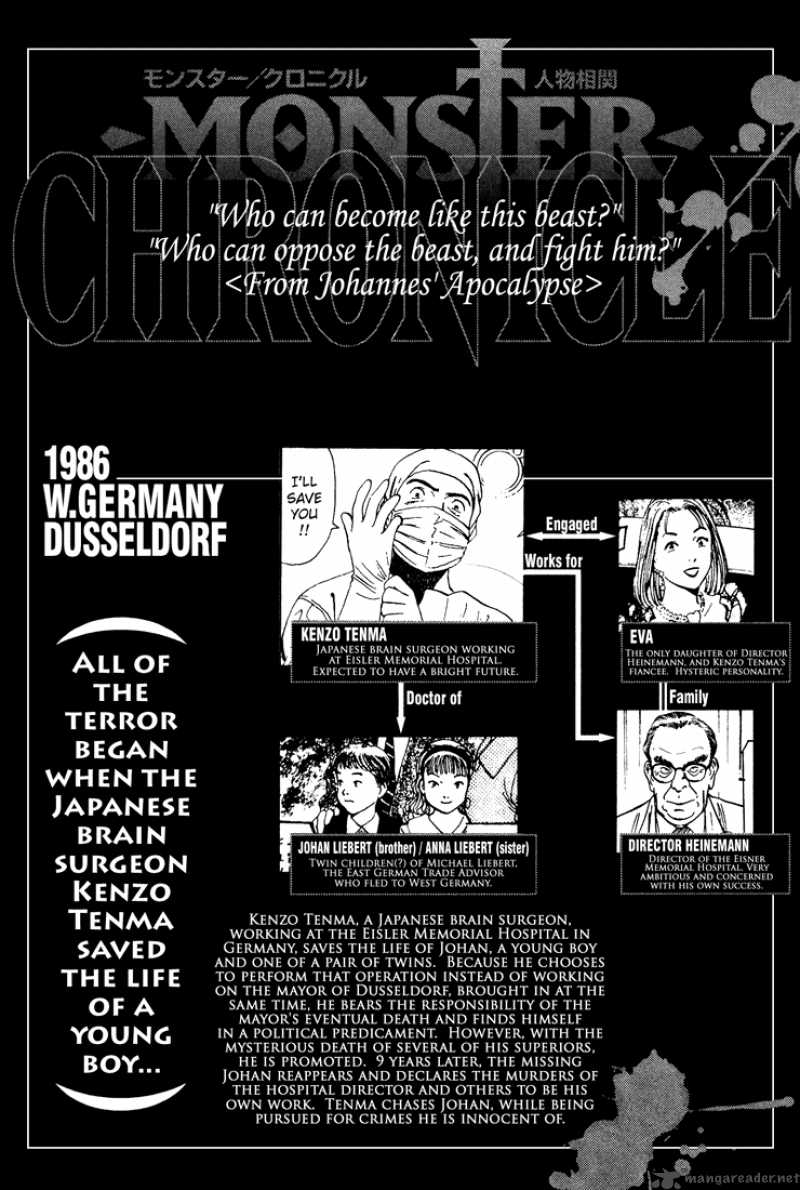 モンスター／クロニクル 人物相関
MONSTER
CHRONICLE
"Who can become like this beast?"
"Who can oppose the beast, and fight him?"
<From Johannes' Apocalypse>
1986
W.GERMANY
DUSSELDORF
I'LL
SAVE
YOU
!!
Engaged
Works for
KENZO TENMA
JAPANESE BRAIN SURGEON WORKING
AT EISLER MEMORIAL HOSPITAL.
EXPECTED TO HAVE A BRIGHT FUTURE.
EVA
THE ONLY DAUGHTER OF DIRECTOR
HEINEMANN, AND KENZO TENMA'S
FIANCEE. HYSTERIC PERSONALITY.
Doctor of
Family
JOHAN LIEBERT (brother) / ANNA LIEBERT (sister)
TWIN CHILDREN(?) OF MICHAEL LIEBERT,
THE EAST GERMAN TRADE ADVISOR
WHO FLED TO WEST GERMANY.
DIRECTOR HEINEMANN
DIRECTOR OF THE EISNER
MEMORIAL HOSPITAL. VERY
AMBITIOUS AND CONCERNED
WITH HIS OWN SUCCESS.
ALL OF
THE
TERROR
BEGAN
WHEN THE
JAPANESE
BRAIN
SURGEON
KENZO
TENMA
SAVED
THE LIFE
OF A
YOUNG
BOY...
KENZO TENMA, A JAPANESE BRAIN SURGEON,
WORKING AT THE EISLER MEMORIAL HOSPITAL IN
GERMANY, SAVES THE LIFE OF JOHAN, A YOUNG BOY
AND ONE OF A PAIR OF TWINS. BECAUSE HE CHOOSES
TO PERFORM THAT OPERATION INSTEAD OF WORKING
ON THE MAYOR OF DUSSELDORF, BROUGHT IN AT THE
SAME TIME, HE BEARS THE RESPONSIBILITY OF THE
MAYOR'S EVENTUAL DEATH AND FINDS HIMSELF
IN A POLITICAL PREDICAMENT. HOWEVER, WITH THE
MYSTERIOUS DEATH OF SEVERAL OF HIS SUPERIORS,
HE IS PROMOTED. 9 YEARS LATER, THE MISSING
JOHAN REAPPEARS AND DECLARES THE MURDERS OF
THE HOSPITAL DIRECTOR AND OTHERS TO BE HIS
OWN WORK. TENMA CHASES JOHAN, WHILE BEING
PURSUED FOR CRIMES HE IS INNOCENT OF.
mangareader.net